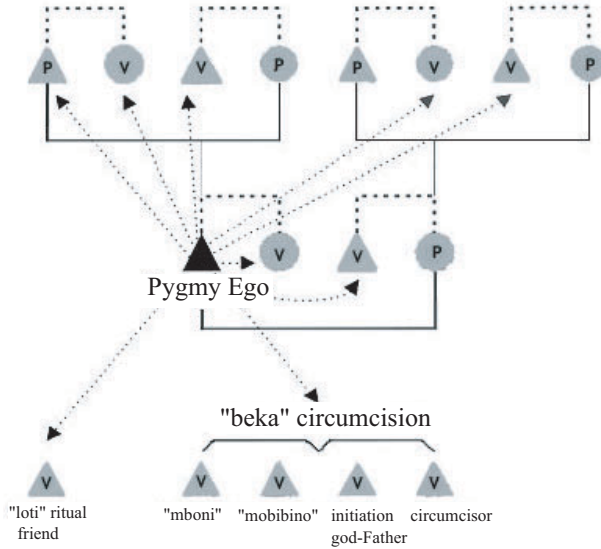 P V V P P V V P
V V P
Pygmy Ego
"beka" circumcision
V V V V V
"loti" ritual "mboni" "mobibino" initiation circumcisor
friend god-Father